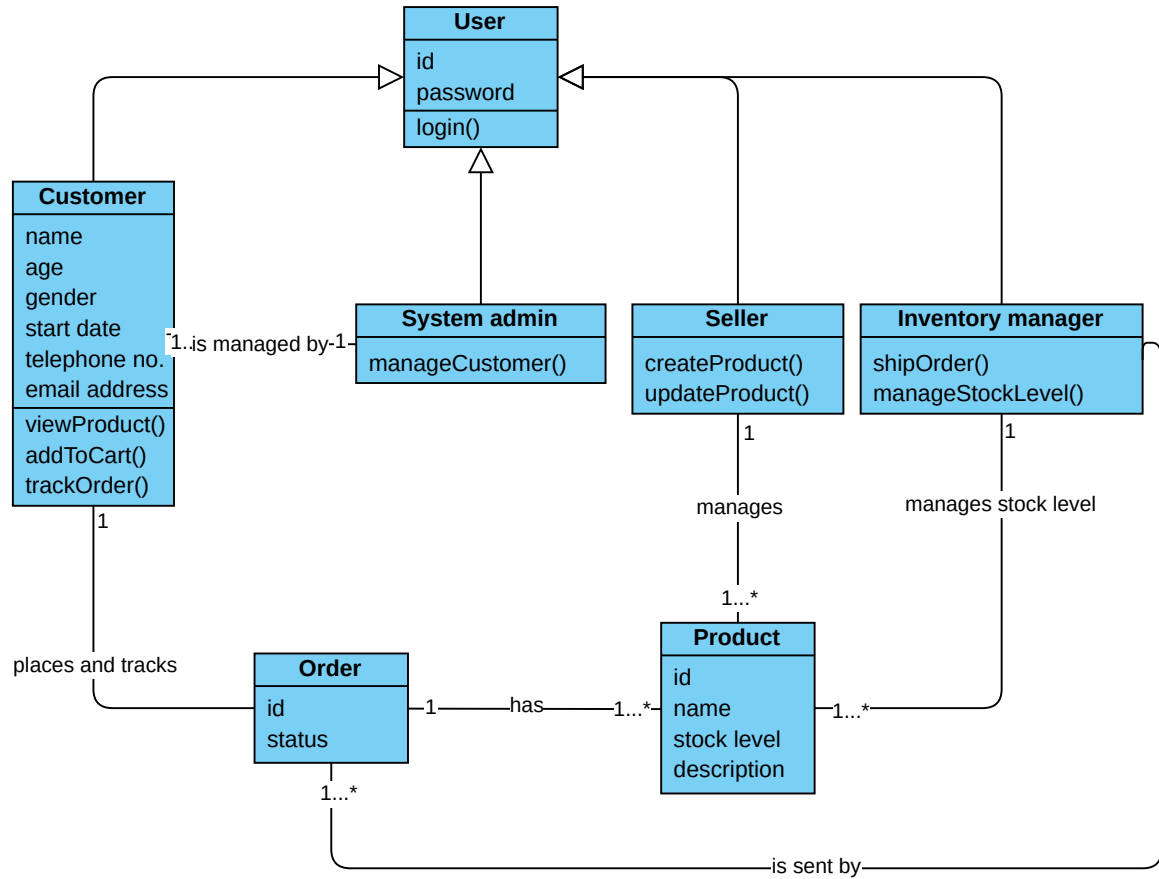 User
id
password
login()
Customer
name
age
gender
start date
telephone no.
email address
viewProduct()
addToCart()
trackOrder()
1...
is managed by
1
System admin
manageCustomer()
Seller
createProduct()
updateProduct()
Inventory manager
shipOrder()
manageStockLevel()
1
1
1
manages
manages stock level
1...*
places and tracks
Order
id
status
1
has
1...*
Product
id
name
stock level
description
1...*
1...*
is sent by